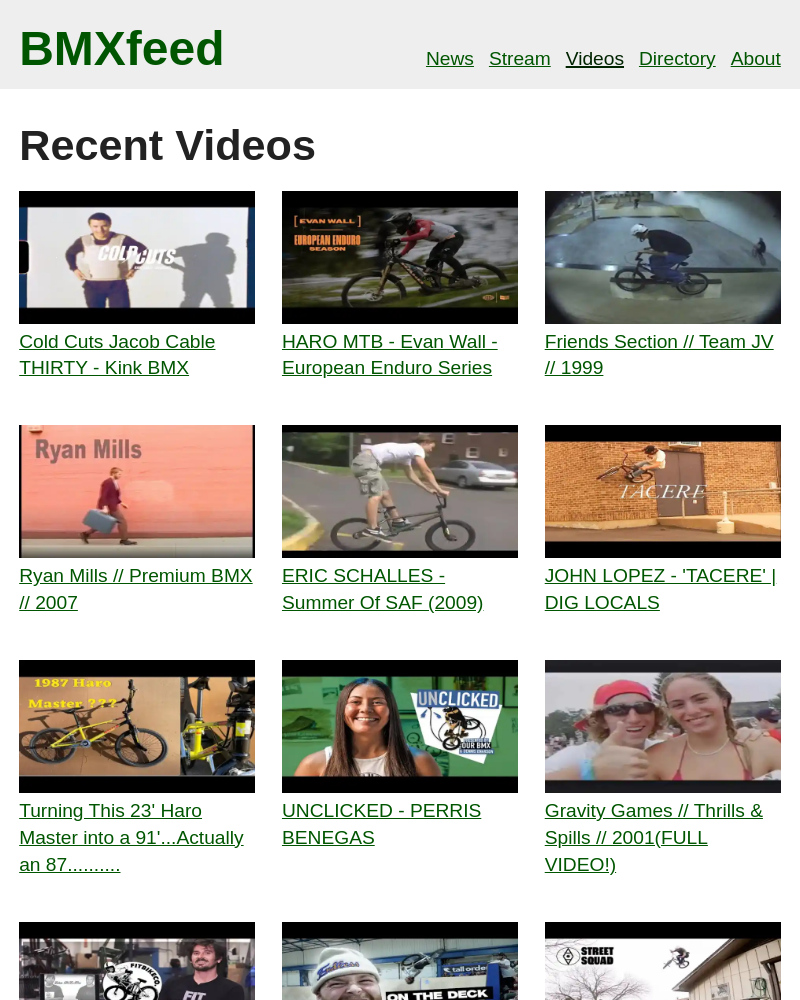 BMXfeed
News Stream Videos Directory About
Recent Videos
COLD CUTS
[ EVAN WALL ]
EUROPEAN ENDURO
SEASON
Cold Cuts Jacob Cable
THIRTY - Kink BMX
HARO MTB - Evan Wall -
European Enduro Series
Friends Section // Team JV
// 1999
Ryan Mills
TACERE
Ryan Mills // Premium BMX
// 2007
ERIC SCHALLES -
Summer Of SAF (2009)
JOHN LOPEZ - 'TACERE' |
DIG LOCALS
1987 Haro
Master ???
UNCLICKED
OUR BMX
Turning This 23' Haro
Master into a 91'...Actually
an 87..........
UNCLICKED - PERRIS
BENEGAS
Gravity Games // Thrills &
Spills // 2001(FULL
VIDEO!)
FITBIKECO
FIT
tall order
ON THE DECK
STREET
SQUAD